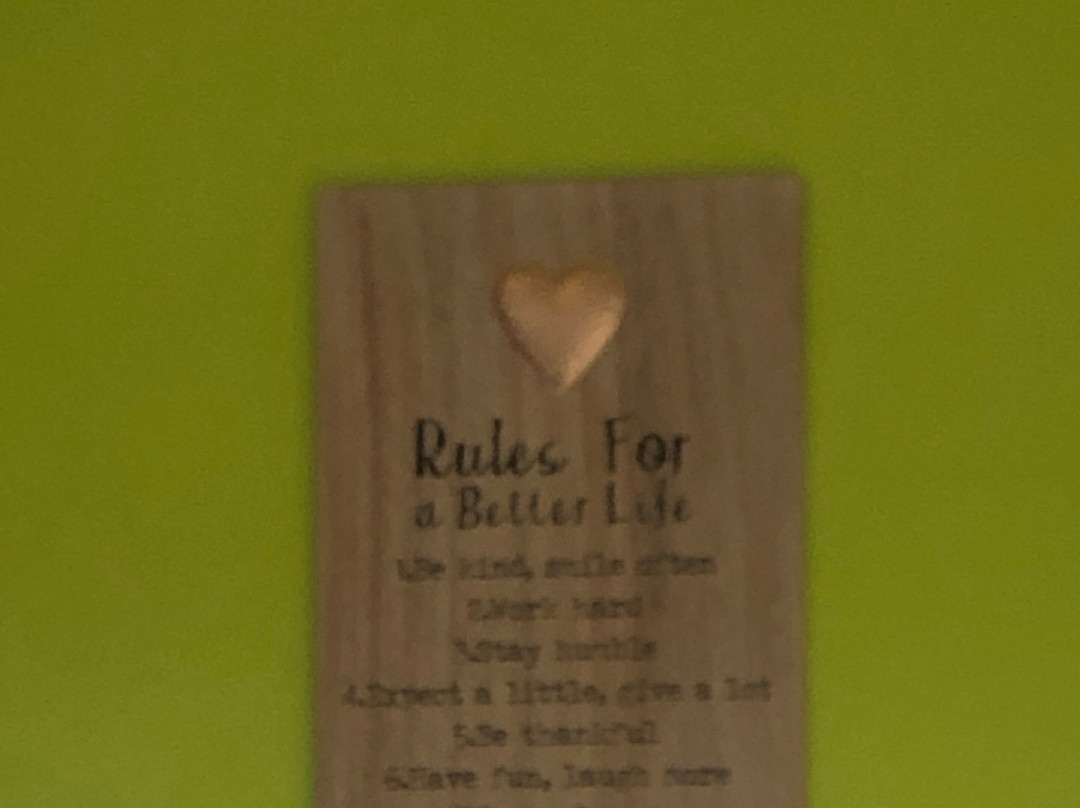 Rules For
a Better Life
1.Be kind, smile often
2.Work hard
3.Stay humble
4.Expect a little, give a lot
5.Be thankful
6.Have fun, laugh more